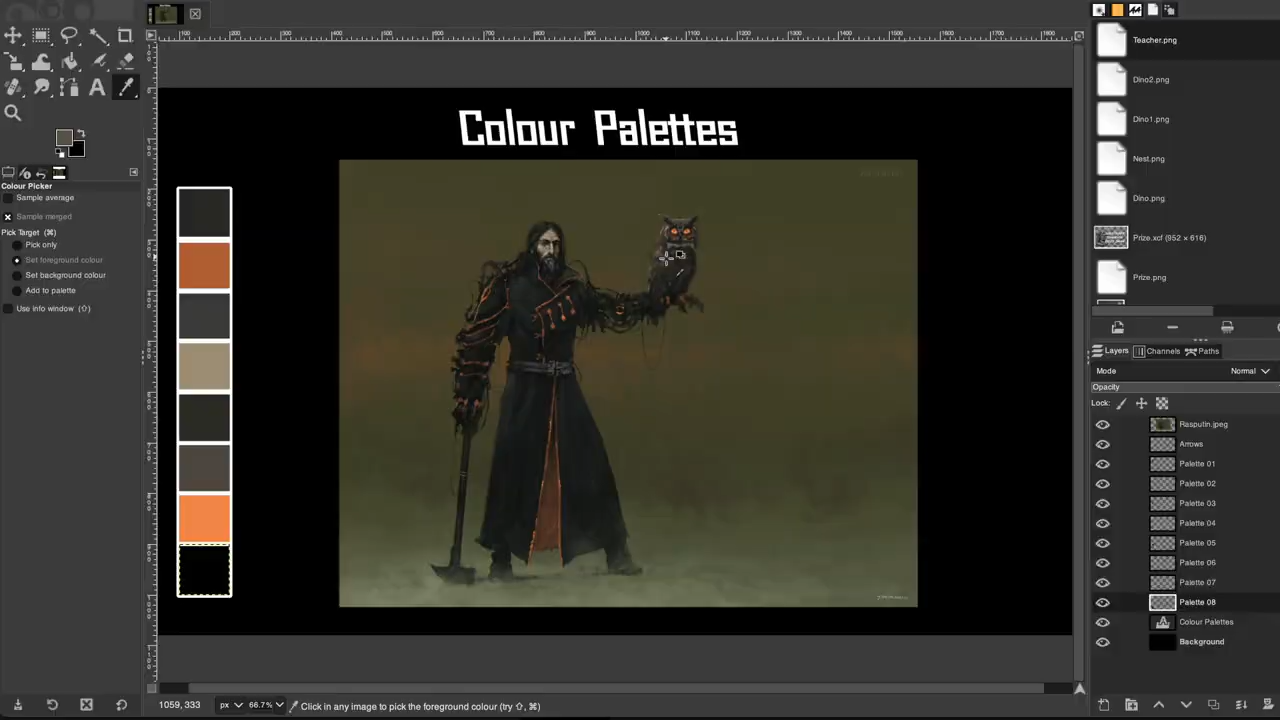 Colour Palettes
Colour Picker
Sample average
Sample merged
Pick Target (⌘)
Pick only
Set foreground colour
Set background colour
Add to palette
Use info window (⇧)
Teacher.png
Dino2.png
Dino1.png
Nest.png
Dino.png
Prize.xcf (952 × 616)
Prize.png
Layers Channels Paths
Mode Normal
Opacity
Lock:
Rasputin.jpeg
Arrows
Palette 01
Palette 02
Palette 03
Palette 04
Palette 05
Palette 06
Palette 07
Palette 08
Colour Palettes
Background
1059, 333 px 66.7% Click in any image to pick the foreground colour (try ⇧, ⌘)